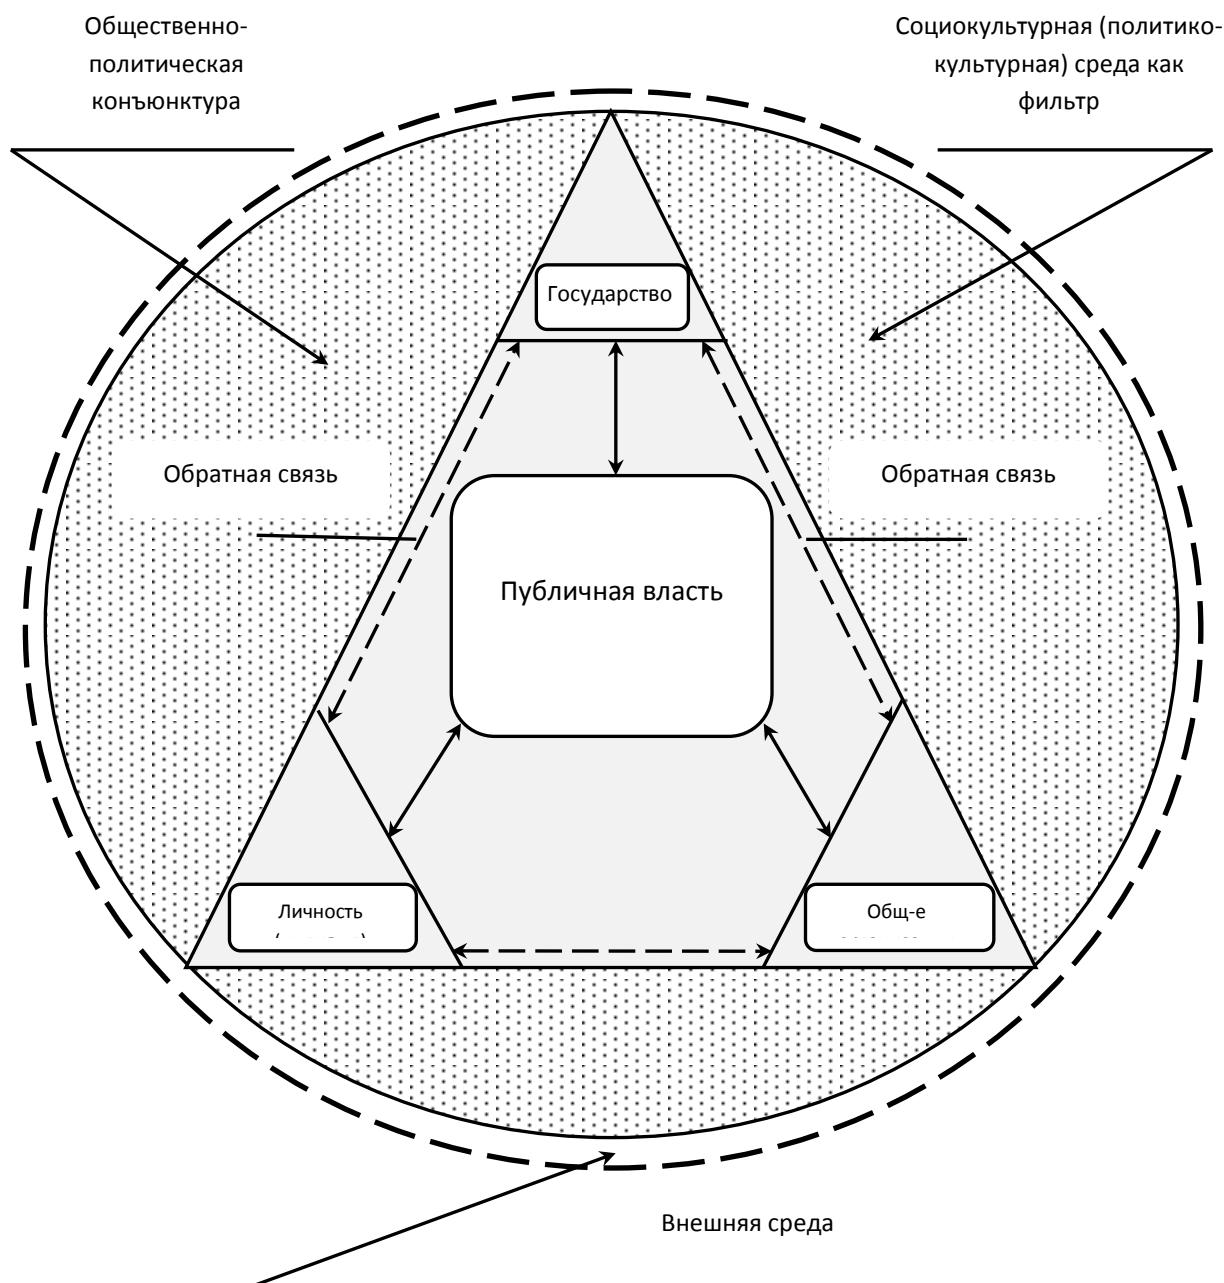 Общественно-
политическая
конъюнктура
Социокультурная (политико-
культурная) среда как
фильтр
Государство
Обратная связь
Обратная связь
Публичная власть
Личность
Общ-е
Внешняя среда